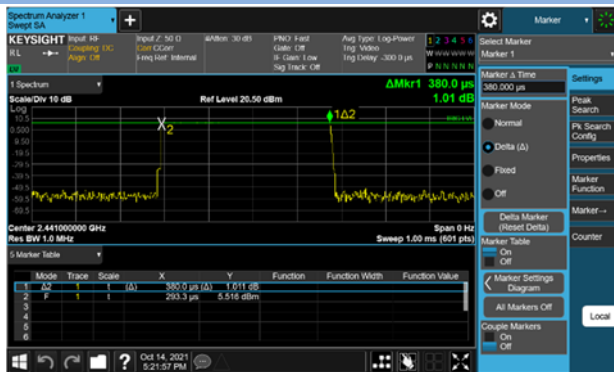 Spectrum Analyzer 1
Swept SA
Marker
KEYSIGHT
RL
Input: RF
Coupling: DC
Align: Off
Input Z: 50 Ω
Corr CCorr
Freq Ref: Internal
#Atten: 30 dB
PNO: Fast
Gate: Off
IF Gain: Low
Sig Track: Off
Avg Type: Log-Power
Trig: Video
Trig Delay: -300.0 µs
1 2 3 4 5 6
W W W W W W
P N N N N N
Select Marker
Marker 1
Marker Δ Time
380.000 µs
Settings
1 Spectrum
ΔMkr1 380.0 µs
Scale/Div 10 dB
Ref Level 20.50 dBm
1.01 dB
Log
10.5
0.500
-9.50
-19.5
-29.5
-39.5
-49.5
-59.5
-69.5
2
1Δ2
Marker Mode
Normal
Delta (Δ)
Fixed
Off
Peak
Search
Pk Search
Config
Properties
Marker
Function
Marker→
Counter
Center 2.441000000 GHz
Span 0 Hz
Res BW 1.0 MHz
Sweep 1.00 ms (601 pts)
Delta Marker
(Reset Delta)
Marker Table
On
Off
5 Marker Table
Mode Trace Scale X Y Function Function Width Function Value
1 Δ2 1 t (Δ) 380.0 µs (Δ) 1.011 dB
2 F 1 t 293.3 µs 5.516 dBm
3
4
5
6
Marker Settings
Diagram
All Markers Off
Couple Markers
On
Off
Local
Oct 14, 2021
5:21:57 PM